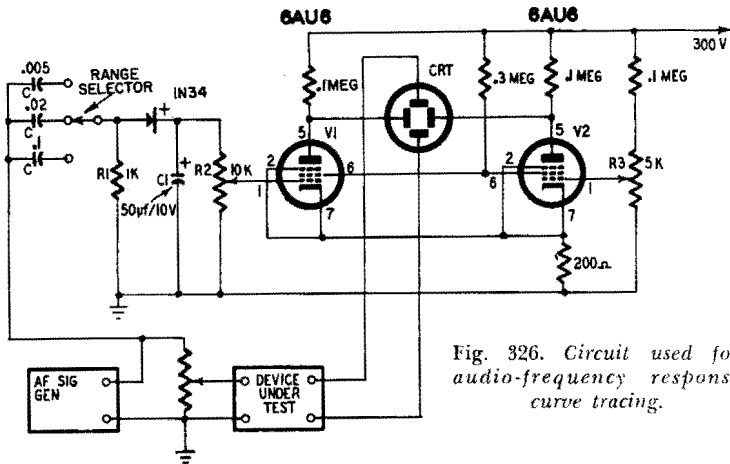 6AU6
6AU6
300 V
.005
C
RANGE
SELECTOR
.02
C
.1
C
1N34
+
.1MEG
CRT
.3 MEG
.1 MEG
.1 MEG
5
V1
5
V2
2
6
1
7
2
6
1
7
R1
1K
C1
+
50µf/10V
R2
10K
R3
5K
200Ω
AF SIG
GEN
DEVICE
UNDER
TEST
Fig. 326. Circuit used fo
audio-frequency respons
curve tracing.